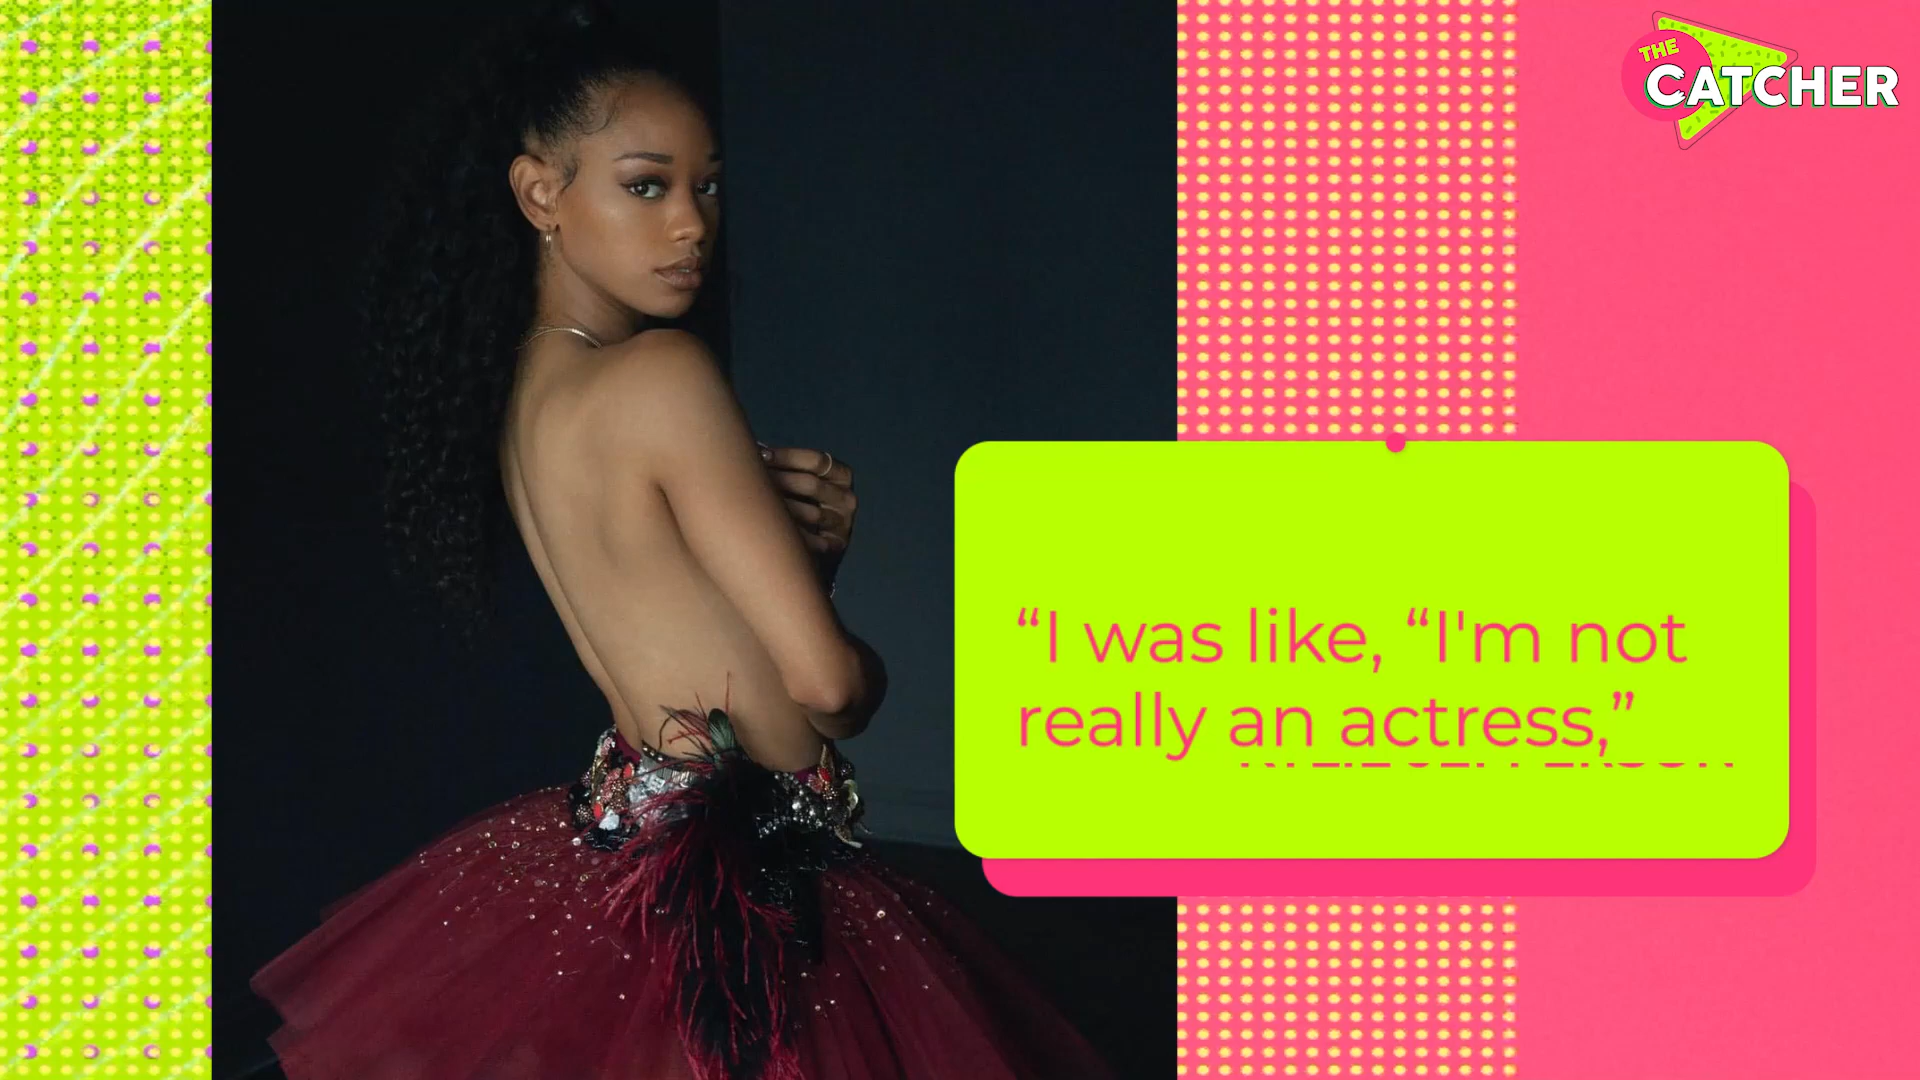 THE
CATCHER
“I was like, “I'm not
really an actress,”